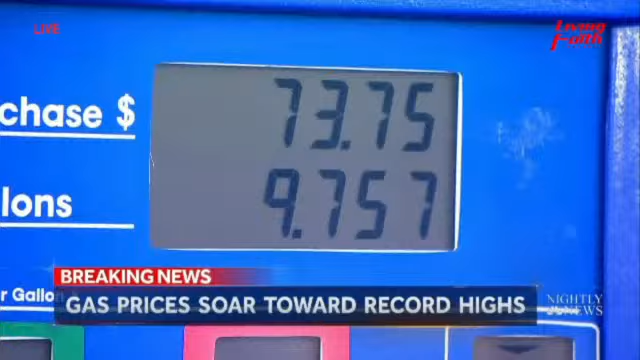 LIVE
Living Faith
chase $
73.75
9.757
lons
BREAKING NEWS
r Gallon
GAS PRICES SOAR TOWARD RECORD HIGHS
NIGHTLY
NEWS